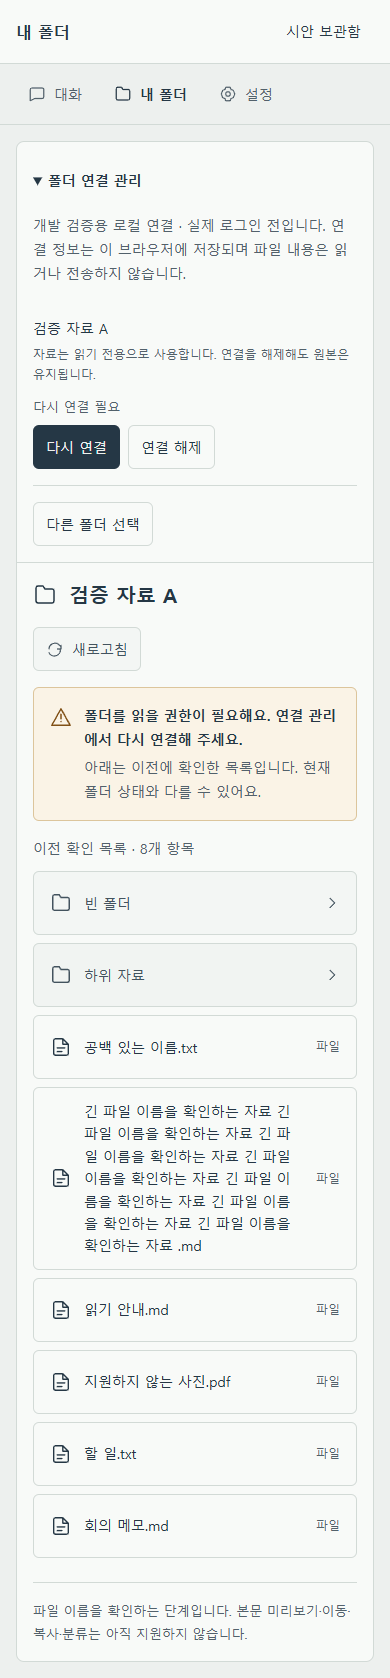 내 폴더
시안 보관함
대화
내 폴더
설정
▼ 폴더 연결 관리
개발 검증용 로컬 연결 · 실제 로그인 전입니다. 연
결 정보는 이 브라우저에 저장되며 파일 내용은 읽
거나 전송하지 않습니다.
검증 자료 A
자료는 읽기 전용으로 사용합니다. 연결을 해제해도 원본은
유지됩니다.
다시 연결 필요
다시 연결
연결 해제
다른 폴더 선택
검증 자료 A
새로고침
폴더를 읽을 권한이 필요해요. 연결 관리
에서 다시 연결해 주세요.
아래는 이전에 확인한 목록입니다. 현재
폴더 상태와 다를 수 있어요.
이전 확인 목록 · 8개 항목
빈 폴더
하위 자료
공백 있는 이름.txt
파일
긴 파일 이름을 확인하는 자료 긴
파일 이름을 확인하는 자료 긴 파
일 이름을 확인하는 자료 긴 파일
이름을 확인하는 자료 긴 파일 이
름을 확인하는 자료 긴 파일 이름
을 확인하는 자료 긴 파일 이름을
확인하는 자료 .md
파일
읽기 안내.md
파일
지원하지 않는 사진.pdf
파일
할 일.txt
파일
회의 메모.md
파일
파일 이름을 확인하는 단계입니다. 본문 미리보기·이동·
복사·분류는 아직 지원하지 않습니다.